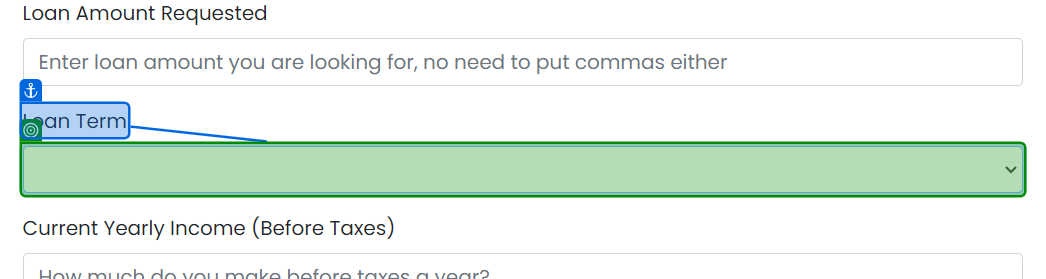 Loan Amount Requested
Enter loan amount you are looking for, no need to put commas either
Loan Term
Current Yearly Income (Before Taxes)
How much do you make before taxes a year?